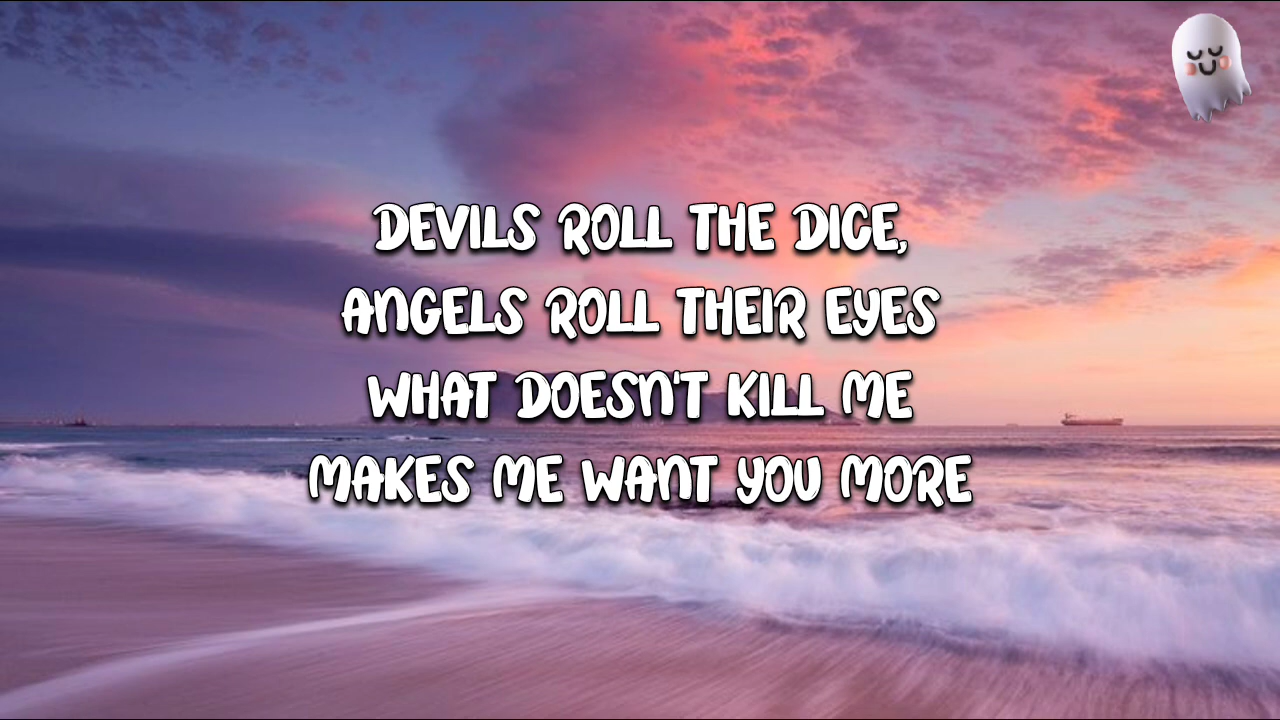 DEVILS ROLL THE DICE,
ANGELS ROLL THEIR EYES
WHAT DOESN'T KILL ME
MAKES ME WANT YOU MORE